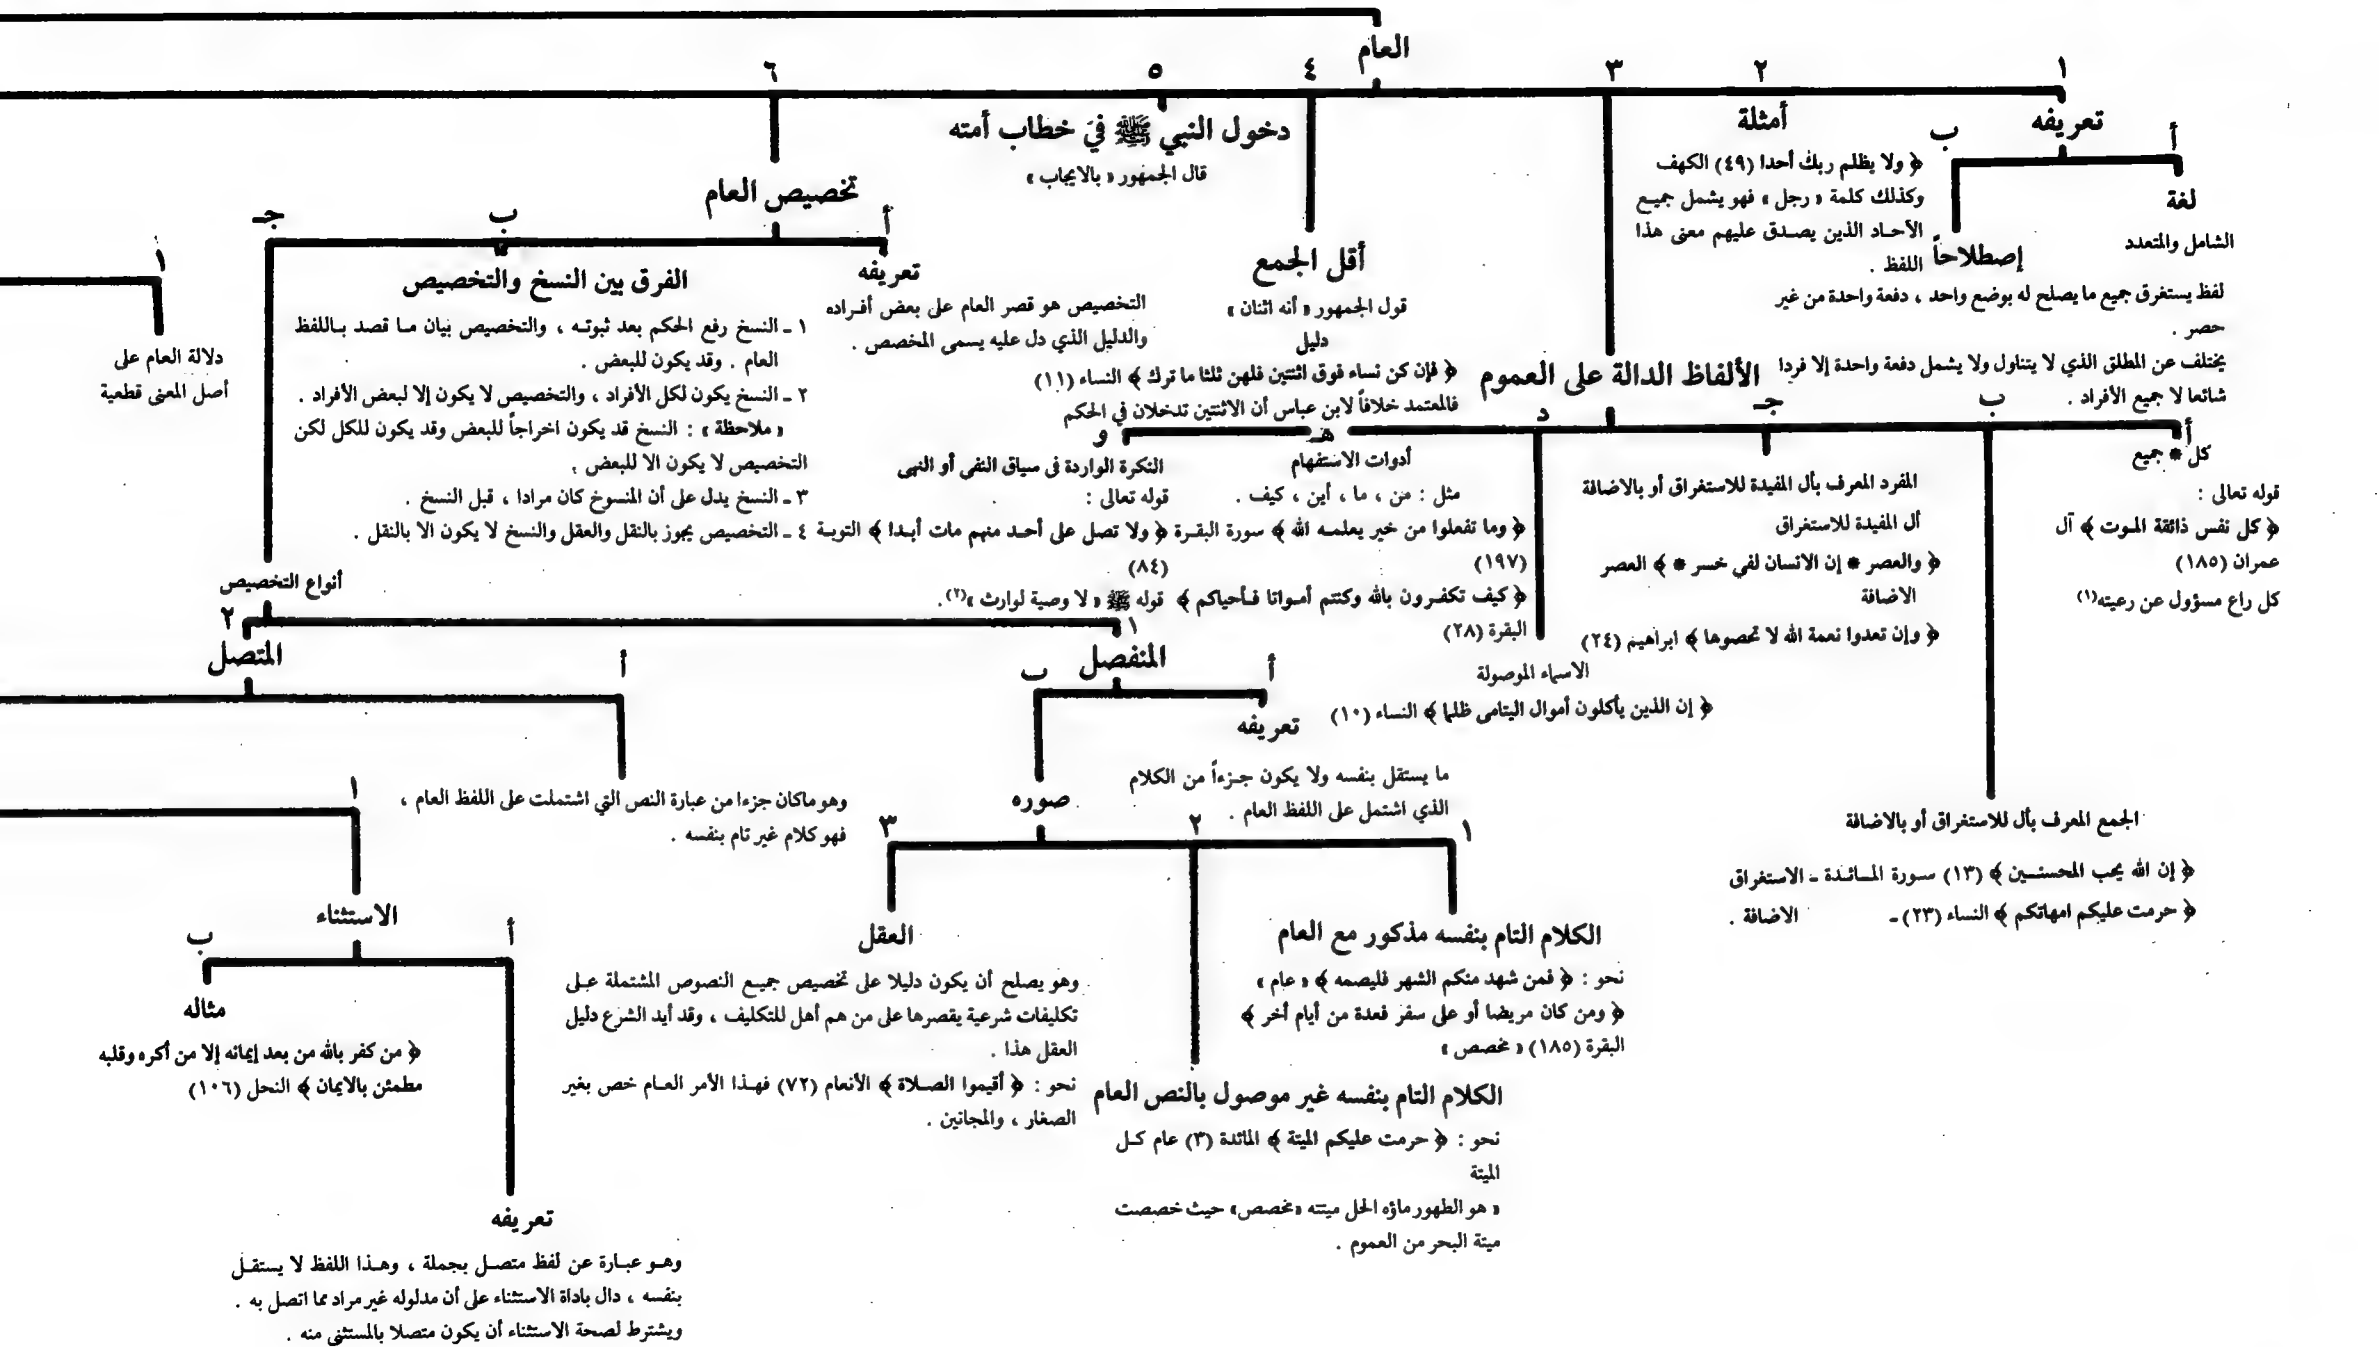 العام
١
٢
٣
٤
٥
٦
تعريفه
أ
ب
لغة
الشامل والمتعدد
إصطلاحاً
لفظ يستغرق جميع ما يصلح له بوضع واحد ، دفعة واحدة من غير
حصر .
يختلف عن المطلق الذي لا يتناول ولا يشمل دفعة واحدة إلا فردا
شائعا لا جميع الأفراد .
أمثلة
﴿ ولا يظلم ربك أحدا (٤٩) الكهف
وكذلك كلمة « رجل » فهو يشمل جميع
الآحاد الذين يصدق عليهم معنى هذا
اللفظ .
الألفاظ الدالة على العموم
أ
ب
جـ
د
هـ
و
كل * جميع
قوله تعالى :
﴿ كل نفس ذائقة الموت ﴾ آل
عمران (١٨٥)
كل راع مسؤول عن رعيته(١)
الجمع المعرف بأل للاستغراق أو بالاضافة
﴿ إن الله يحب المحسنين ﴾ (١٣) سورة المائدة ـ الاستغراق
﴿ حرمت عليكم امهاتكم ﴾ النساء (٢٣) ـ الاضافة .
المفرد المعرف بأل المفيدة للاستغراق أو بالاضافة
أل المفيدة للاستغراق
﴿ والعصر * إن الانسان لفي خسر * ﴾ العصر
الاضافة
﴿ وإن تعدوا نعمة الله لا تحصوها ﴾ ابراهيم (٢٤)
الاسماء الموصولة
﴿ إن الذين يأكلون أموال اليتامى ظلما ﴾ النساء (١٠)
أدوات الاستفهام
مثل : من ، ما ، أين ، كيف .
﴿ وما تفعلوا من خير يعلمه الله ﴾ سورة البقرة
(١٩٧)
﴿ كيف تكفرون بالله وكنتم أمواتا فأحياكم ﴾
البقرة (٢٨)
النكرة الواردة في سياق النفي أو النهى
قوله تعالى :
﴿ ولا تصل على أحد منهم مات أبدا ﴾ التوبة
(٨٤)
قوله ﷺ « لا وصية لوارث »(٢).
أقل الجمع
قول الجمهور « أنه اثنان »
دليل
﴿ فإن كن نساء فوق اثنتين فلهن ثلثا ما ترك ﴾ النساء (١١)
فالمعتمد خلافاً لابن عباس أن الاثنتين تدخلان في الحكم
دخول النبي ﷺ في خطاب أمته
قال الجمهور « بالايجاب »
تخصيص العام
أ
ب
جـ
تعريفه
التخصيص هو قصر العام على بعض أفراده
والدليل الذي دل عليه يسمى المخصص .
الفرق بين النسخ والتخصيص
١ ـ النسخ رفع الحكم بعد ثبوته ، والتخصيص بيان ما قصد باللفظ
العام . وقد يكون للبعض .
٢ ـ النسخ يكون لكل الأفراد ، والتخصيص لا يكون إلا لبعض الأفراد .
« ملاحظة » : النسخ قد يكون اخراجاً للبعض وقد يكون للكل لكن
التخصيص لا يكون الا للبعض .
٣ ـ النسخ يدل على أن المنسوخ كان مرادا ، قبل النسخ .
٤ ـ التخصيص يجوز بالنقل والعقل والنسخ لا يكون الا بالنقل .
أنواع التخصيص
١
٢
المنفصل
أ
ب
تعريفه
ما يستقل بنفسه ولا يكون جزءاً من الكلام
الذي اشتمل على اللفظ العام .
صوره
١
٢
٣
الكلام التام بنفسه مذكور مع العام
نحو : ﴿ فمن شهد منكم الشهر فليصمه ﴾ « عام »
﴿ ومن كان مريضا أو على سفر فعدة من أيام أخر ﴾
البقرة (١٨٥) « مخصص »
الكلام التام بنفسه غير موصول بالنص العام
نحو : ﴿ حرمت عليكم الميتة ﴾ المائدة (٣) عام كل
الميتة
« هو الطهور ماؤه الحل ميتته «مخصص» حيث خصصت
ميتة البحر من العموم .
العقل
وهو يصلح أن يكون دليلا على تخصيص جميع النصوص المشتملة على
تكليفات شرعية يقصرها على من هم أهل للتكليف ، وقد أيد الشرع دليل
العقل هذا .
نحو : ﴿ أقيموا الصلاة ﴾ الأنعام (٧٢) فهذا الأمر العام خص بغير
الصغار ، والمجانين .
المتصل
أ
وهو ماكان جزءا من عبارة النص التي اشتملت على اللفظ العام ،
فهو كلام غير تام بنفسه .
١
الاستثناء
أ
ب
تعريفه
وهو عبارة عن لفظ متصل بجملة ، وهذا اللفظ لا يستقل
بنفسه ، دال باداة الاستثناء على أن مدلوله غير مراد مما اتصل به .
ويشترط لصحة الاستثناء أن يكون متصلا بالمستثنى منه .
مثاله
﴿ من كفر بالله من بعد إيمانه إلا من أكره وقلبه
مطمئن بالايمان ﴾ النحل (١٠٦)
١
دلالة العام على
أصل المعنى قطعية